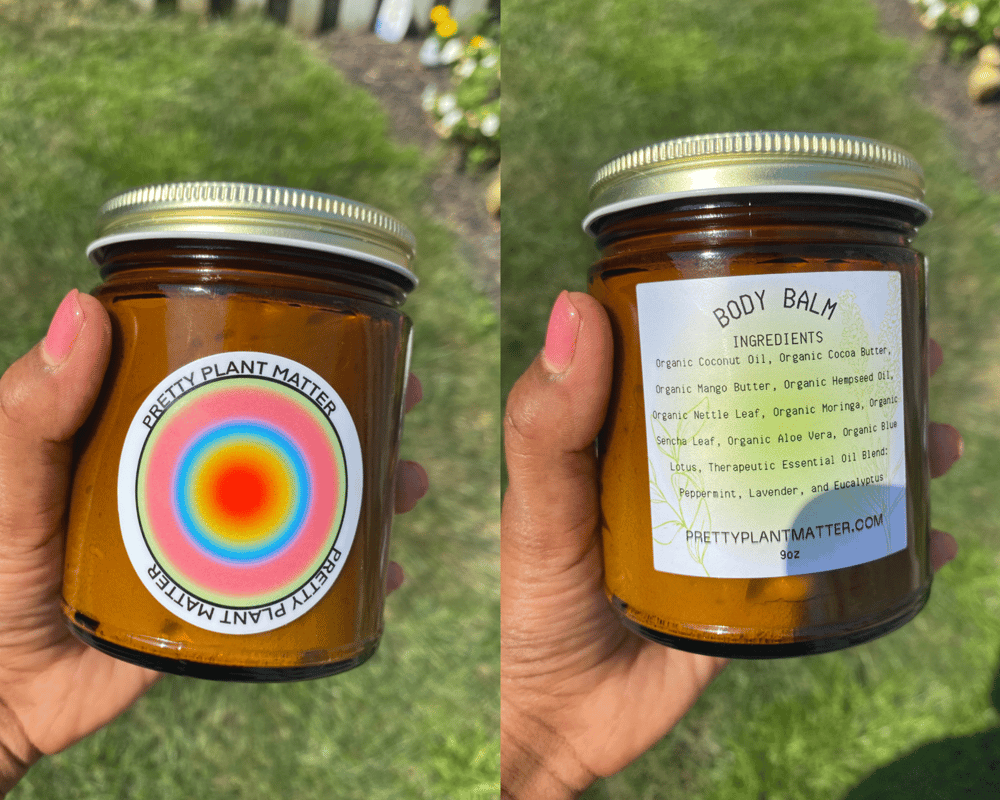 PRETTY PLANT MATTER
PRETTY PLANT MATTER
BODY BALM
INGREDIENTS
Organic Coconut Oil, Organic Cocoa Butter,
Organic Mango Butter, Organic Hempseed Oil,
Organic Nettle Leaf, Organic Moringa, Organic
Sencha Leaf, Organic Aloe Vera, Organic Blue
Lotus, Therapeutic Essential Oil Blend:
Peppermint, Lavender, and Eucalyptus
PRETTYPLANTMATTER.COM
9oz